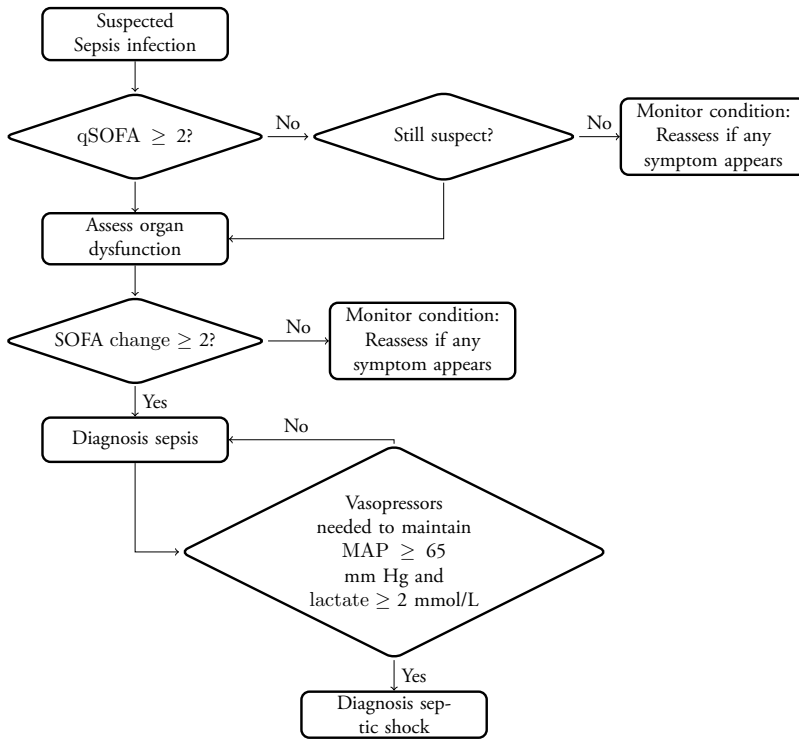 Suspected
Sepsis infection
qSOFA ≥ 2?
No
Still suspect?
No
Monitor condition:
Reassess if any
symptom appears
Assess organ
dysfunction
SOFA change ≥ 2?
No
Monitor condition:
Reassess if any
symptom appears
Yes
Diagnosis sepsis
No
Vasopressors
needed to maintain
MAP ≥ 65
mm Hg and
lactate ≥ 2 mmol/L
Yes
Diagnosis sep-
tic shock